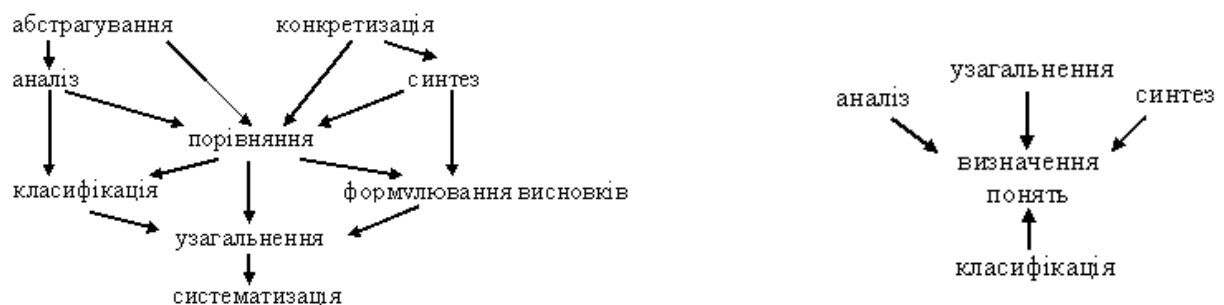 абстрагування конкретизація
аналіз синтез
порівняння
класифікація формулювання висновків
узагальнення
систематизація
узагальнення
аналіз синтез
визначення
понять
класифікація